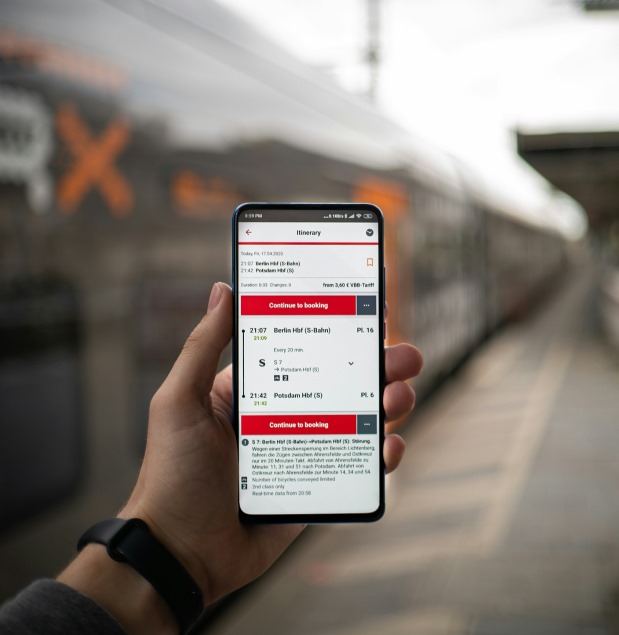 8:59 PM
Itinerary
Today, Fri, 17.04.2020
21:07 Berlin Hbf (S-Bahn)
21:42 Potsdam Hbf (S)
Duration: 0:35 Changes: 0
from 3,60 € VBB-Tariff
Continue to booking
21:07 Berlin Hbf (S-Bahn) Pl. 16
21:09
Every 20 min.
S
S 7
→ Potsdam Hbf (S)
2
21:42 Potsdam Hbf (S) Pl. 6
21:42
Continue to booking
S 7: Berlin Hbf (S-Bahn)->Potsdam Hbf (S): Störung.
Wegen einer Streckensperrung im Bereich Lichtenberg,
fahren die Zügen zwischen Ahrensfelde und Ostkreuz
nur im 20 Minuten-Takt. Abfahrt von Ahrensfelde zu
Minute: 11, 31 und 51 nach Potsdam. Abfahrt von
Ostkreuz nach Ahrensfelde zur Minute 14, 34 und 54
Number of bicycles conveyed limited
2 2nd class only
Real-time data from 20:58